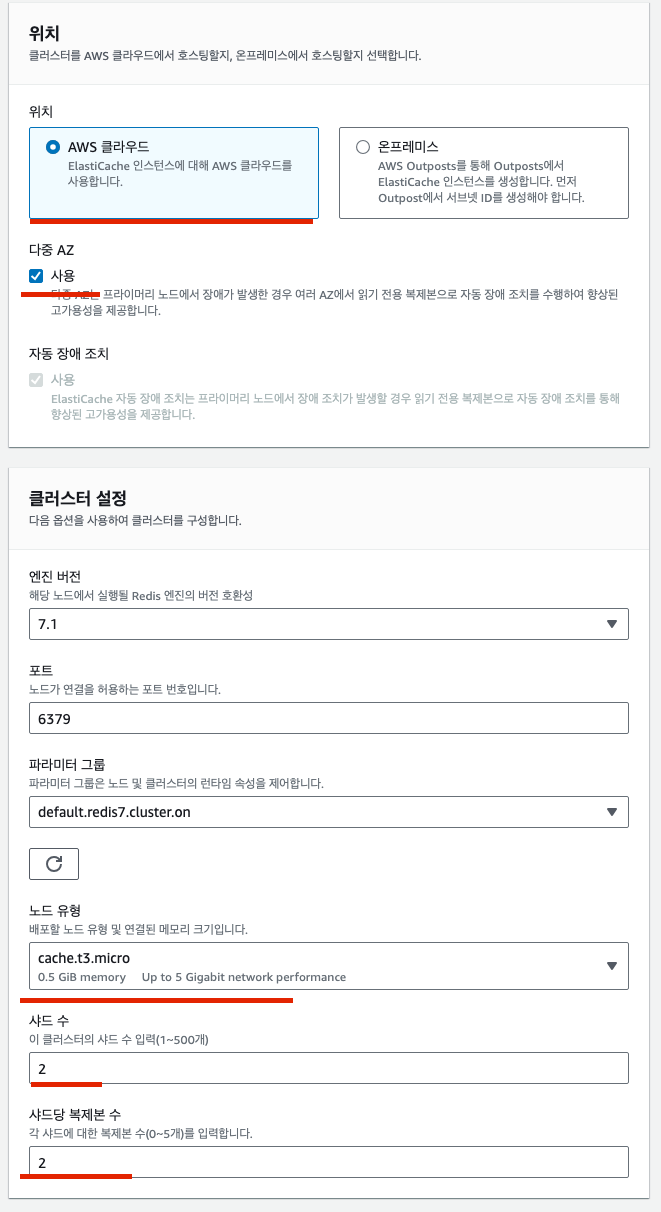 위치
클러스터를 AWS 클라우드에서 호스팅할지, 온프레미스에서 호스팅할지 선택합니다.
위치
AWS 클라우드
ElastiCache 인스턴스에 대해 AWS 클라우드를
사용합니다.
온프레미스
AWS Outposts를 통해 Outposts에서
ElastiCache 인스턴스를 생성합니다. 먼저
Outpost에서 서브넷 ID를 생성해야 합니다.
다중 AZ
사용
다중 AZ는 프라이머리 노드에서 장애가 발생한 경우 여러 AZ에서 읽기 전용 복제본으로 자동 장애 조치를 수행하여 향상된
고가용성을 제공합니다.
자동 장애 조치
사용
ElastiCache 자동 장애 조치는 프라이머리 노드에서 장애 조치가 발생할 경우 읽기 전용 복제본으로 자동 장애 조치를 통해
향상된 고가용성을 제공합니다.
클러스터 설정
다음 옵션을 사용하여 클러스터를 구성합니다.
엔진 버전
해당 노드에서 실행될 Redis 엔진의 버전 호환성
7.1
포트
노드가 연결을 허용하는 포트 번호입니다.
6379
파라미터 그룹
파라미터 그룹은 노드 및 클러스터의 런타임 속성을 제어합니다.
default.redis7.cluster.on
노드 유형
배포할 노드 유형 및 연결된 메모리 크기입니다.
cache.t3.micro
0.5 GiB memory Up to 5 Gigabit network performance
샤드 수
이 클러스터의 샤드 수 입력(1~500개)
2
샤드당 복제본 수
각 샤드에 대한 복제본 수(0~5개)를 입력합니다.
2